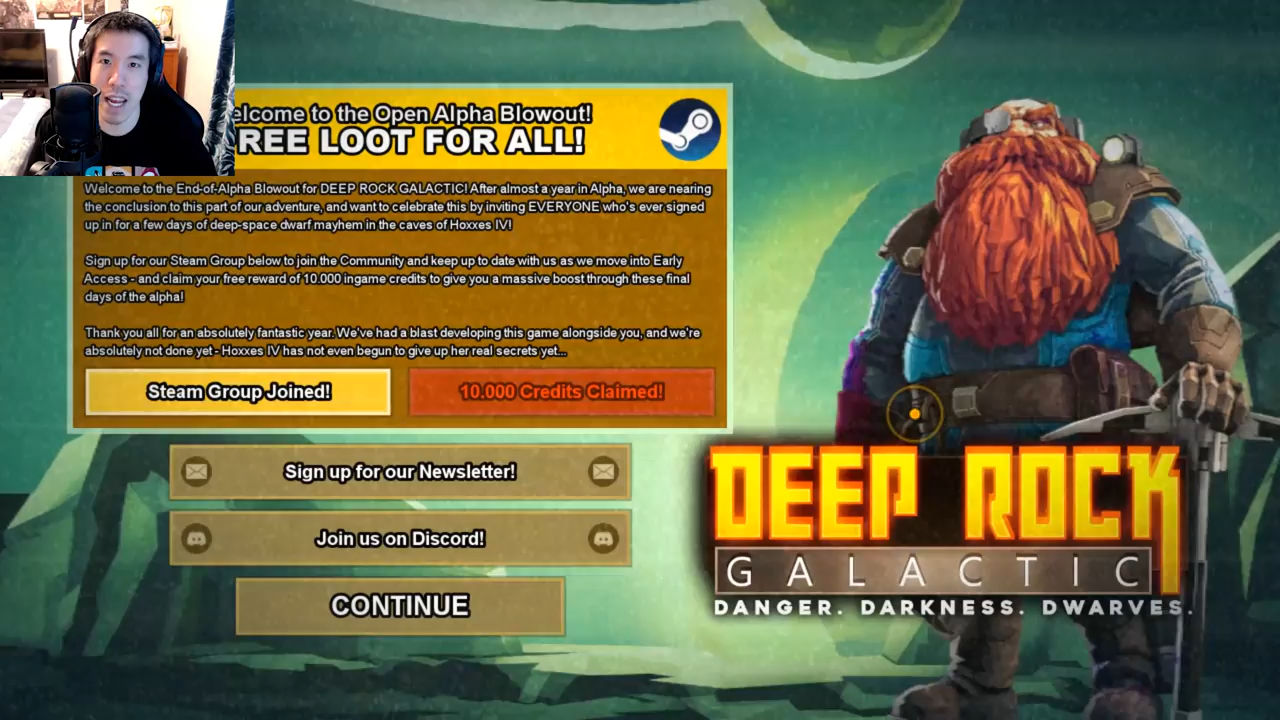 elcome to the Open Alpha Blowout!
REE LOOT FOR ALL!
Welcome to the End-of-Alpha Blowout for DEEP ROCK GALACTIC! After almost a year in Alpha, we are nearing
the conclusion to this part of our adventure, and want to celebrate this by inviting EVERYONE who's ever signed
up in for a few days of deep-space dwarf mayhem in the caves of Hoxxes IV!
Sign up for our Steam Group below to join the Community and keep up to date with us as we move into Early
Access - and claim your free reward of 10.000 ingame credits to give you a massive boost through these final
days of the alpha!
Thank you all for an absolutely fantastic year. We've had a blast developing this game alongside you, and we're
absolutely not done yet - Hoxxes IV has not even begun to give up her real secrets yet...
Steam Group Joined!
10.000 Credits Claimed!
Sign up for our Newsletter!
Join us on Discord!
CONTINUE
DEEP ROCK
GALACTIC
DANGER. DARKNESS. DWARVES.